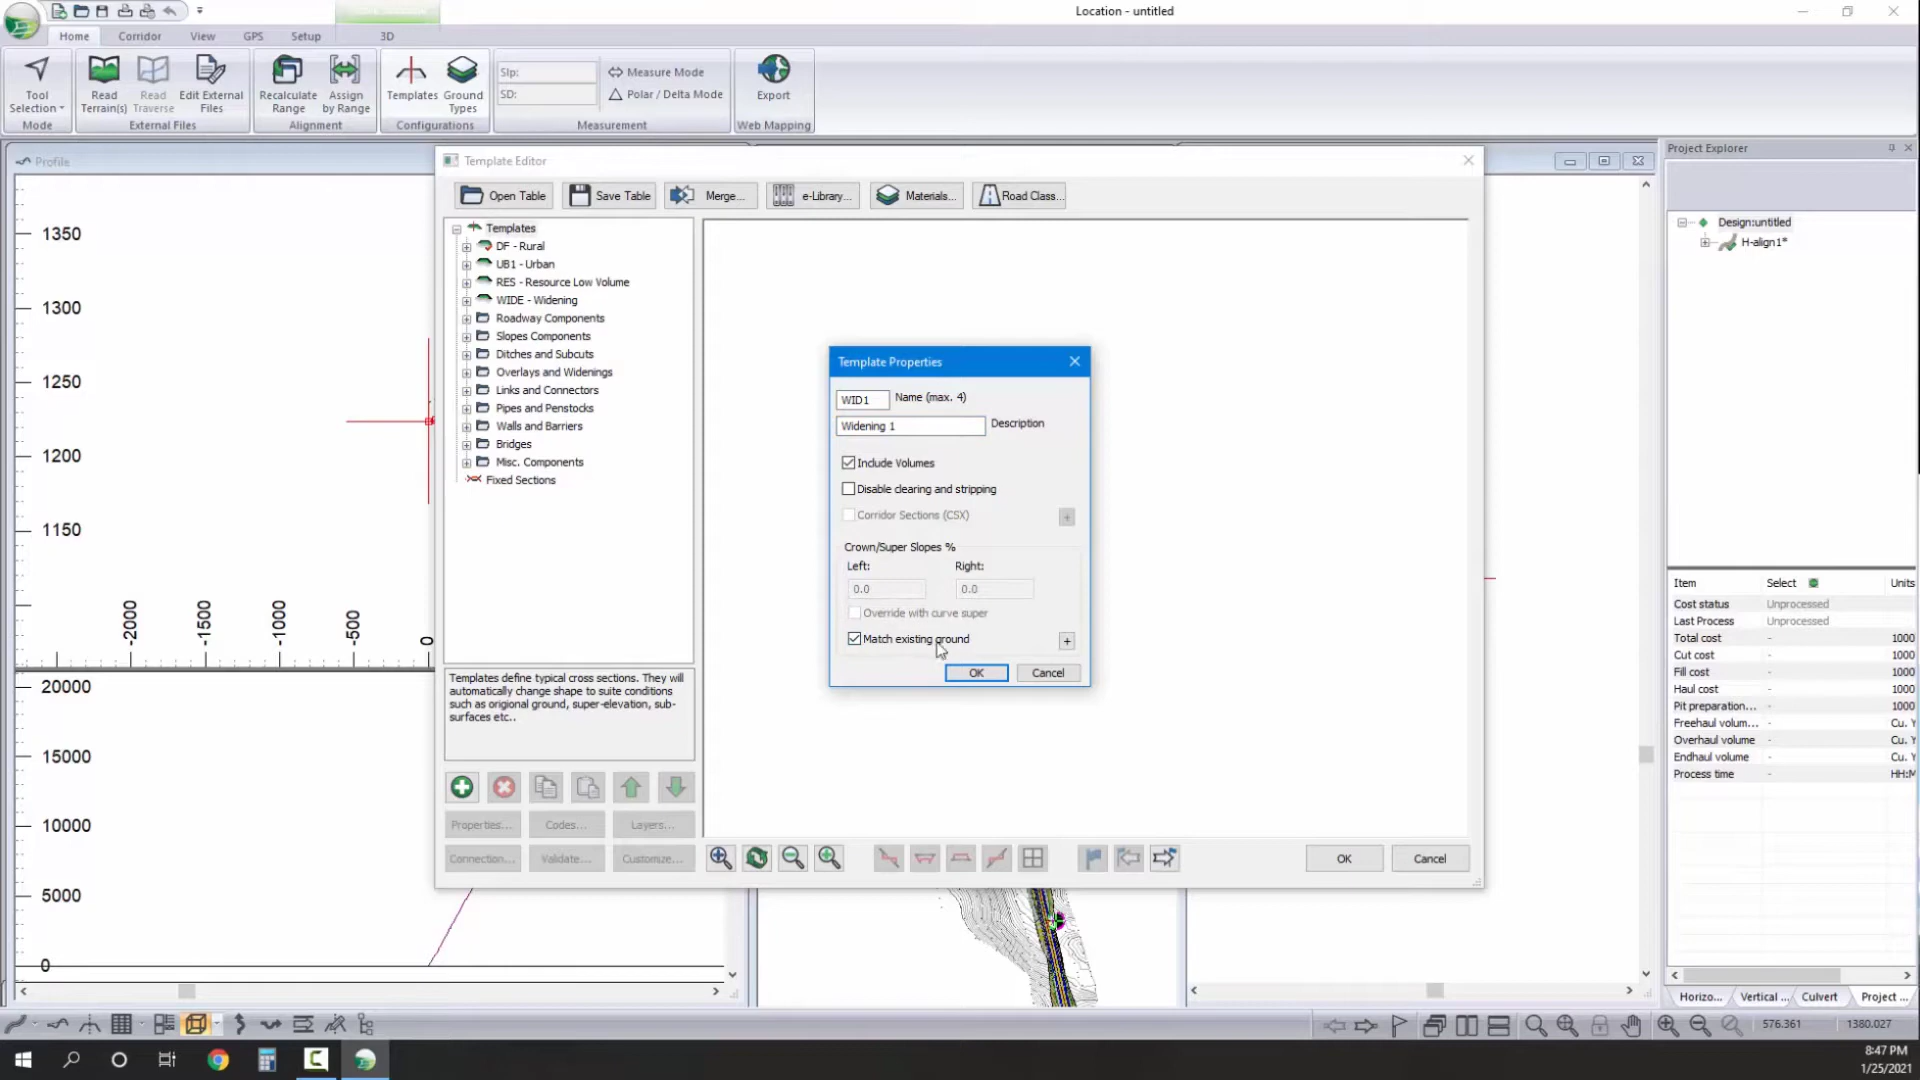 Location - untitled
Home Corridor View GPS Setup 3D
Tool Selection
Read Terrain(s)
Read Traverse
Edit External Files
Recalculate Range
Assign by Range
Templates
Ground Types
Slp:
SD:
Measure Mode
Polar / Delta Mode
Export
Mode External Files Alignment Configurations Measurement Web Mapping
Profile
1350
1300
1250
1200
1150
-2000 -1500 -1000 -500 0
20000
15000
10000
5000
0
Template Editor
Open Table Save Table Merge... e-Library... Materials... Road Class...
Templates
DF - Rural
UB1 - Urban
RES - Resource Low Volume
WIDE - Widening
Roadway Components
Slopes Components
Ditches and Subcuts
Overlays and Widenings
Links and Connectors
Pipes and Penstocks
Walls and Barriers
Bridges
Misc. Components
Fixed Sections
Templates define typical cross sections. They will
automatically change shape to suite conditions
such as origional ground, super-elevation, sub-
surfaces etc..
Properties... Codes... Layers...
Connection... Validate... Customize...
OK Cancel
Template Properties
WID1 Name (max. 4)
Widening 1 Description
Include Volumes
Disable clearing and stripping
Corridor Sections (CSX) +
Crown/Super Slopes %
Left: Right:
0.0 0.0
Override with curve super
Match existing ground +
OK Cancel
Project Explorer
Design:untitled
H-align1*
Item Select Units
Cost status Unprocessed
Last Process Unprocessed
Total cost - 1000
Cut cost - 1000
Fill cost - 1000
Haul cost - 1000
Pit preparation... - 1000
Freehaul volum... - Cu. Y
Overhaul volume - Cu. Y
Endhaul volume - Cu. Y
Process time - HH:M
Horizo... Vertical ... Culvert Project ...
576.361 1380.027
8:47 PM
1/25/2021